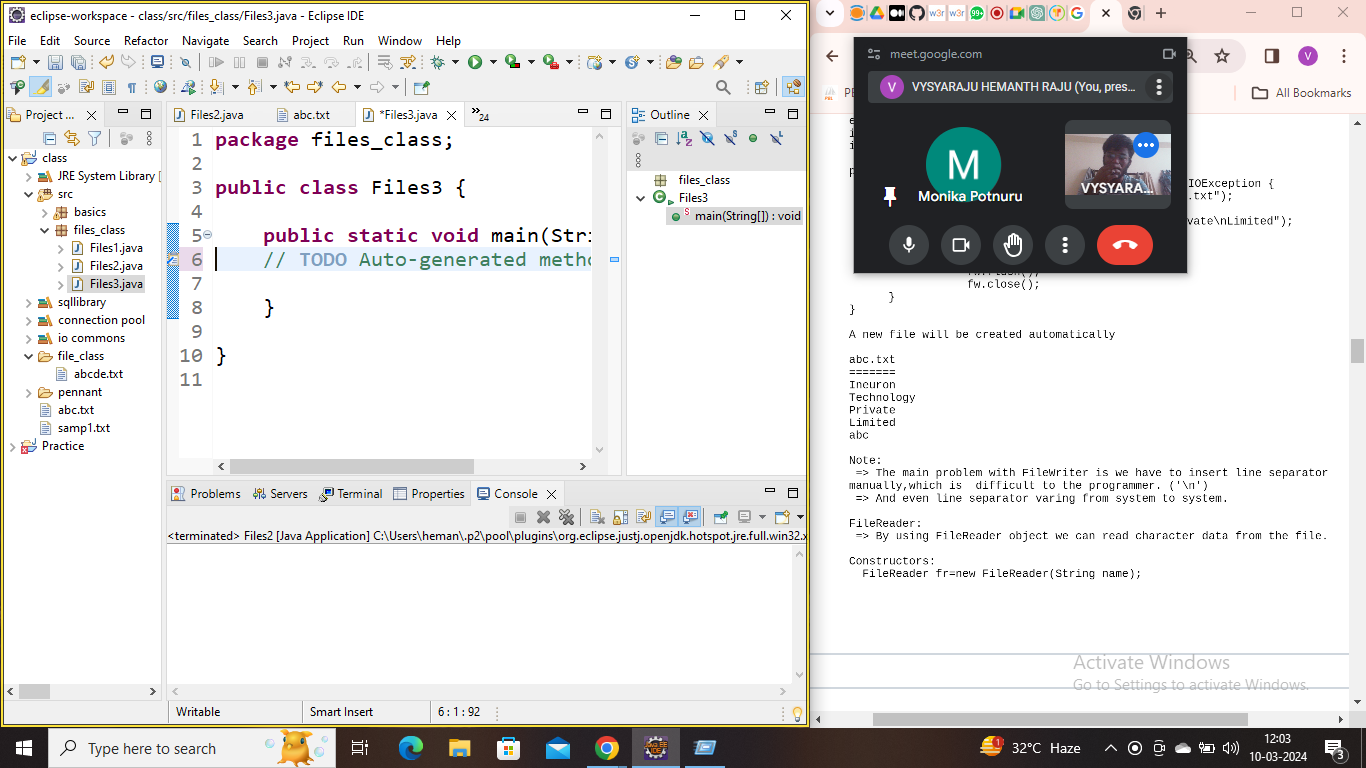 eclipse-workspace - class/src/files_class/Files3.java - Eclipse IDE
File Edit Source Refactor Navigate Search Project Run Window Help
Project ...
class
JRE System Library [
src
basics
files_class
Files1.java
Files2.java
Files3.java
sqllibrary
connection pool
io commons
file_class
abcde.txt
pennant
abc.txt
samp1.txt
Practice
Files2.java abc.txt *Files3.java 24
1 package files_class;
2
3 public class Files3 {
4
5 public static void main(Stri
6 // TODO Auto-generated metho
7
8 }
9
10 }
11
Outline
files_class
Files3
main(String[]) : void
Problems Servers Terminal Properties Console
<terminated> Files2 [Java Application] C:\Users\heman\.p2\pool\plugins\org.eclipse.justj.openjdk.hotspot.jre.full.win32.x
Writable Smart Insert 6 : 1 : 92
w3r w3r 99+
V
All Bookmarks
meet.google.com
V VYSYARAJU HEMANTH RAJU (You, pres...
M
Monika Potnuru
VYSYARA...
IOException {
.txt");
vate\nLimited");
fw.close();
}
}
A new file will be created automatically
abc.txt
=======
Ineuron
Technology
Private
Limited
abc
Note:
=> The main problem with FileWriter is we have to insert line separator
manually,which is difficult to the programmer. ('\n')
=> And even line separator varing from system to system.
FileReader:
=> By using FileReader object we can read character data from the file.
Constructors:
FileReader fr=new FileReader(String name);
Activate Windows
Go to Settings to activate Windows.
Type here to search
32°C Haze
12:03
10-03-2024
3